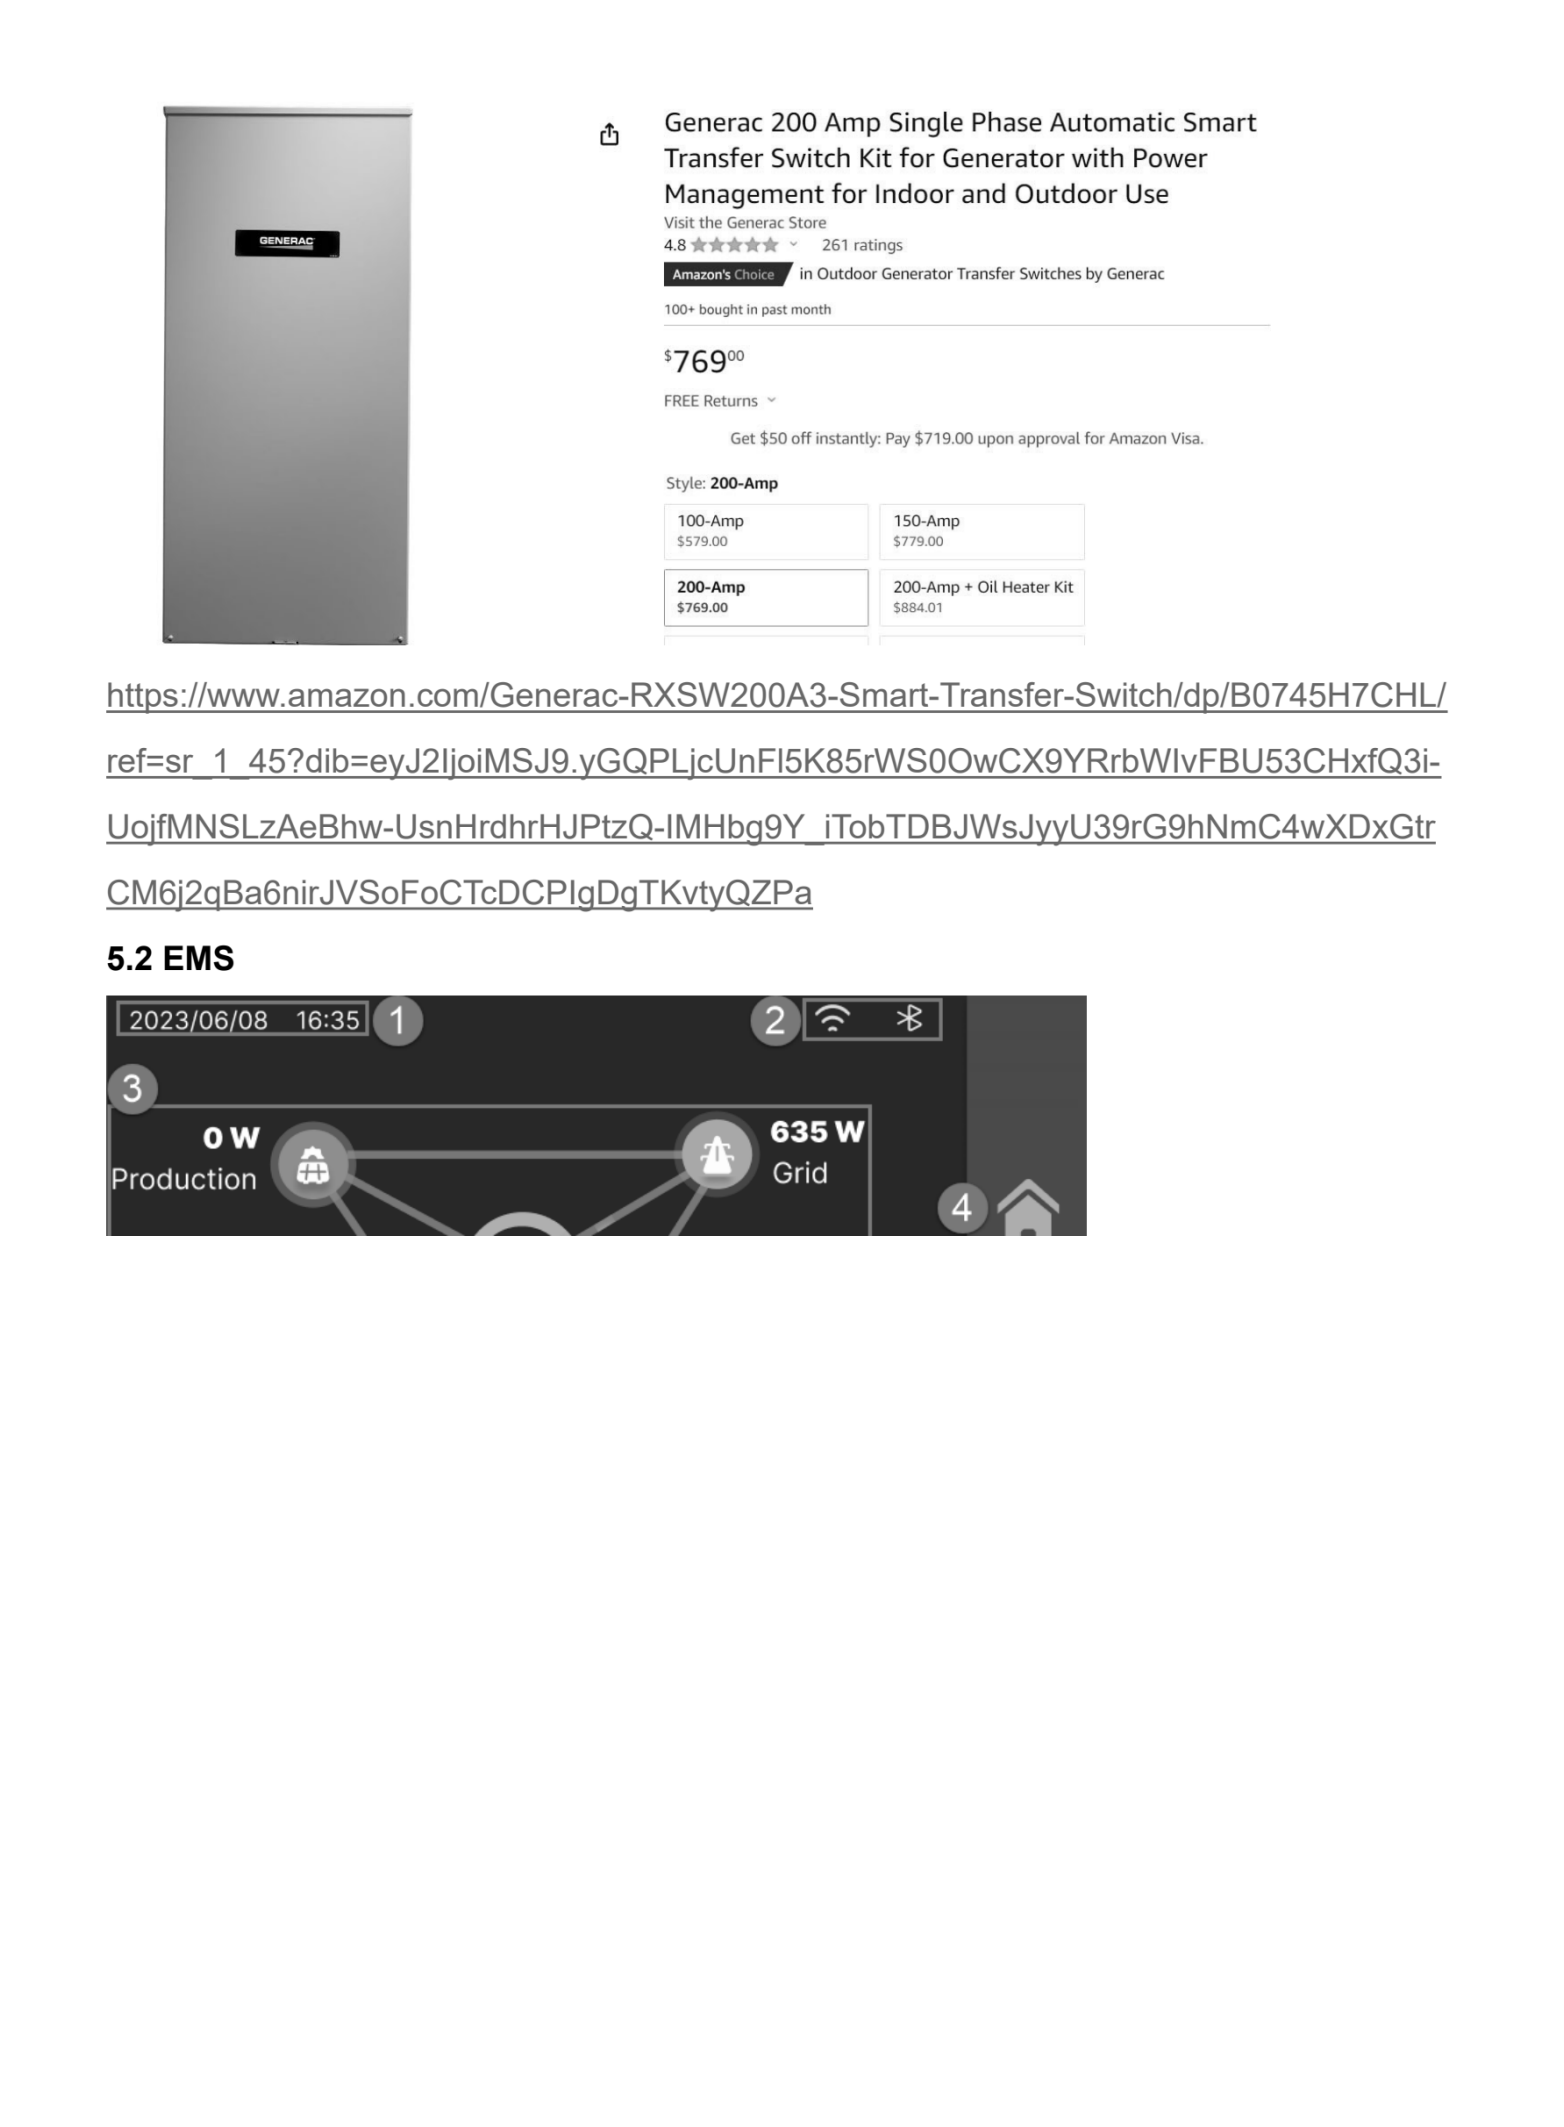 GENERAC
Generac 200 Amp Single Phase Automatic Smart
Transfer Switch Kit for Generator with Power
Management for Indoor and Outdoor Use
Visit the Generac Store
4.8 261 ratings
Amazon's Choice in Outdoor Generator Transfer Switches by Generac
100+ bought in past month
$76900
FREE Returns
Get $50 off instantly: Pay $719.00 upon approval for Amazon Visa.
Style: 200-Amp
100-Amp 150-Amp
$579.00 $779.00
200-Amp 200-Amp + Oil Heater Kit
$769.00 $884.01
https://www.amazon.com/Generac-RXSW200A3-Smart-Transfer-Switch/dp/B0745H7CHL/
ref=sr_1_45?dib=eyJ2IjoiMSJ9.yGQPLjcUnFl5K85rWS0OwCX9YRrbWIvFBU53CHxfQ3i-
UojfMNSLzAeBhw-UsnHrdhrHJPtzQ-IMHbg9Y_iTobTDBJWsJyyU39rG9hNmC4wXDxGtr
CM6j2qBa6nirJVSoFoCTcDCPIgDgTKvtyQZPa
5.2 EMS
2023/06/08 16:35 1 2
3
0 W 635 W
Production Grid
4